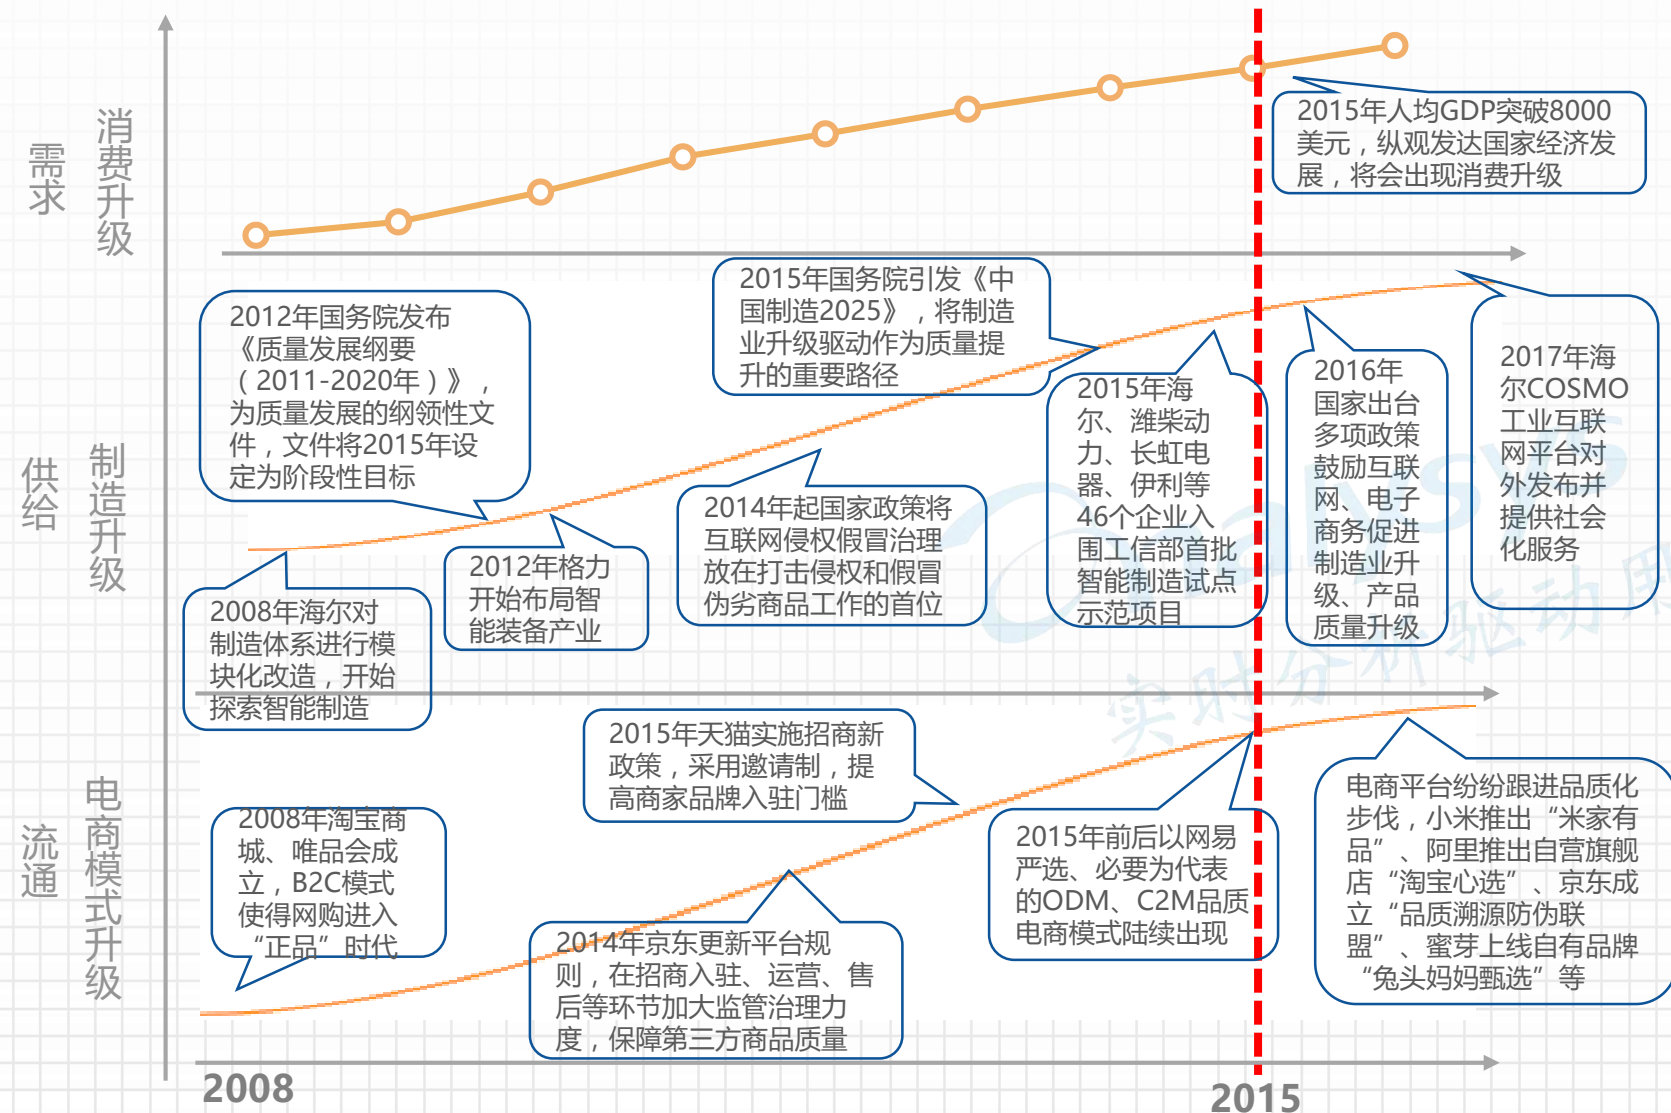 需求
消费升级
2015年人均GDP突破8000
美元，纵观发达国家经济发
展，将会出现消费升级
供给
制造升级
2012年国务院发布
《质量发展纲要
（2011-2020年）》，
为质量发展的纲领性文
件，文件将2015年设
定为阶段性目标
2015年国务院引发《中
国制造2025》，将制造
业升级驱动作为质量提
升的重要路径
2015年海
尔、潍柴动
力、长虹电
器、伊利等
46个企业入
围工信部首批
智能制造试点
示范项目
2016年
国家出台
多项政策
鼓励互联
网、电子
商务促进
制造业升
级、产品
质量升级
2017年海
尔COSMO
工业互联
网平台对
外发布并
提供社会
化服务
2008年海尔对
制造体系进行模
块化改造，开始
探索智能制造
2012年格力
开始布局智
能装备产业
2014年起国家政策将
互联网侵权假冒治理
放在打击侵权和假冒
伪劣商品工作的首位
nalysys
实时分析驱动用
流通
电商模式升级
2008年淘宝商
城、唯品会成
立，B2C模式
使得网购进入
“正品”时代
2015年天猫实施招商新
政策，采用邀请制，提
高商家品牌入驻门槛
2014年京东更新平台规
则，在招商入驻、运营、售
后等环节加大监管治理力
度，保障第三方商品质量
2015年前后以网易
严选、必要为代表
的ODM、C2M品质
电商模式陆续出现
电商平台纷纷跟进品质化
步伐，小米推出“米家有
品”、阿里推出自营旗舰
店“淘宝心选”、京东成
立“品质溯源防伪联
盟”、蜜芽上线自有品牌
“兔头妈妈甄选”等
2008
2015